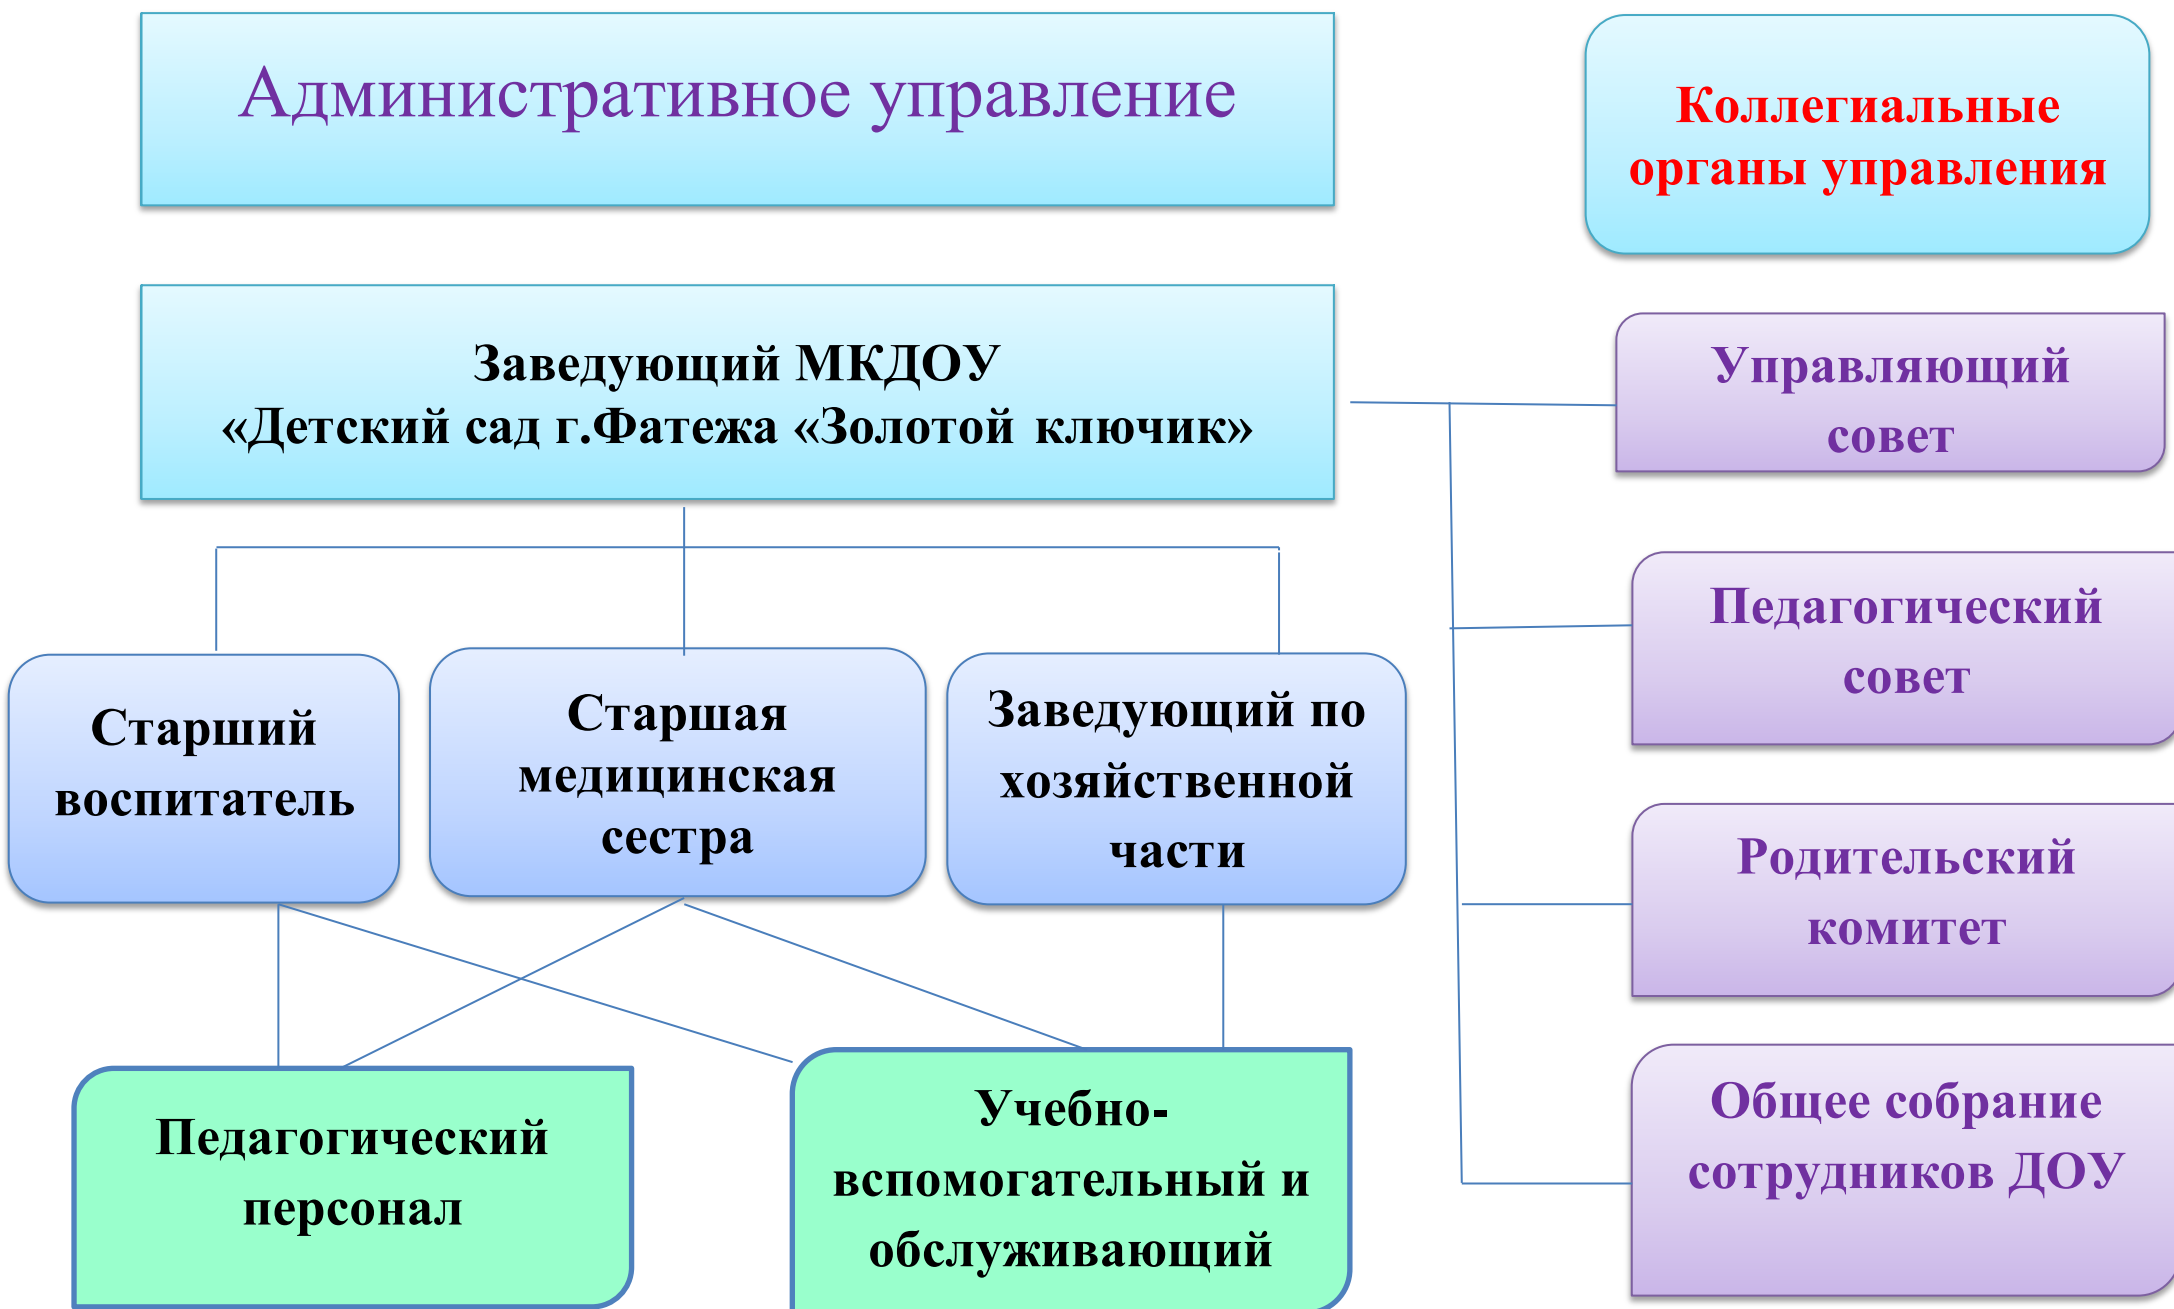 Административное управление
Коллегиальные
органы управления
Заведующий МКДОУ
«Детский сад г.Фатежа «Золотой ключик»
Управляющий
совет
Педагогический
совет
Родительский
комитет
Общее собрание
сотрудников ДОУ
Старший
воспитатель
Старшая
медицинская
сестра
Заведующий по
хозяйственной
части
Педагогический
персонал
Учебно-
вспомогательный и
обслуживающий